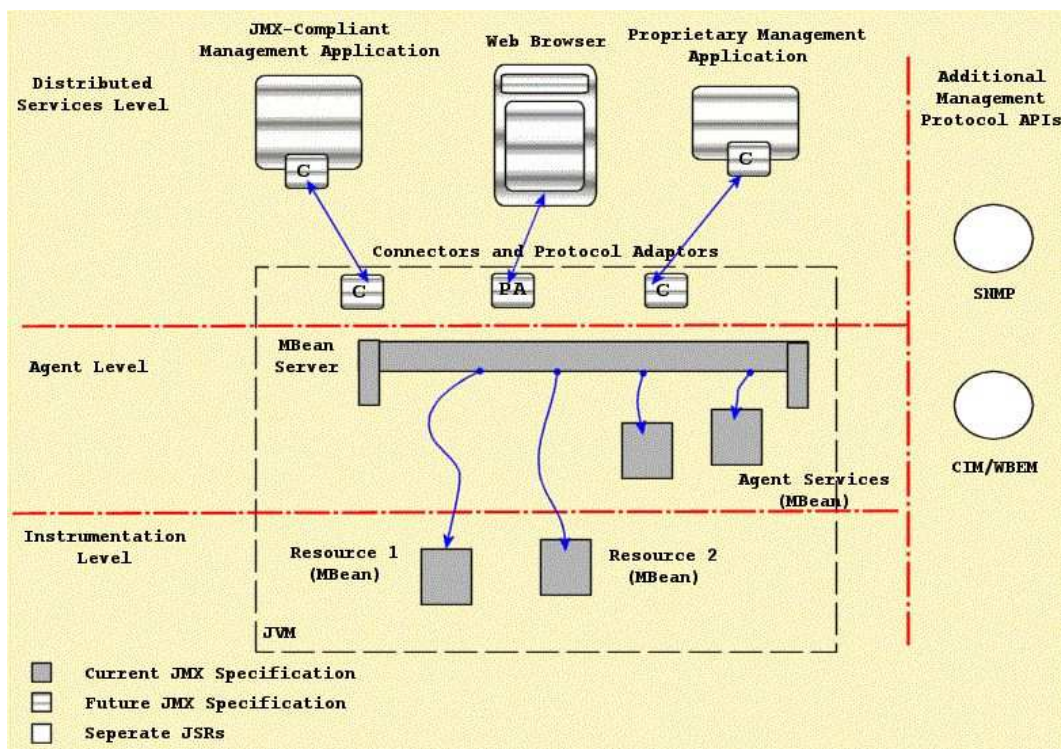 JMX-Compliant
Management Application
Web Browser
Proprietary Management
Application
Distributed
Services Level
Additional
Management
Protocol APIs
C
C
Connectors and Protocol Adaptors
C
PA
C
SNMP
MBean
Server
Agent Level
CIM/WBEM
Agent Services
(MBean)
Instrumentation
Level
Resource 1
(MBean)
Resource 2
(MBean)
JVM
Current JMX Specification
Future JMX Specification
Seperate JSRs